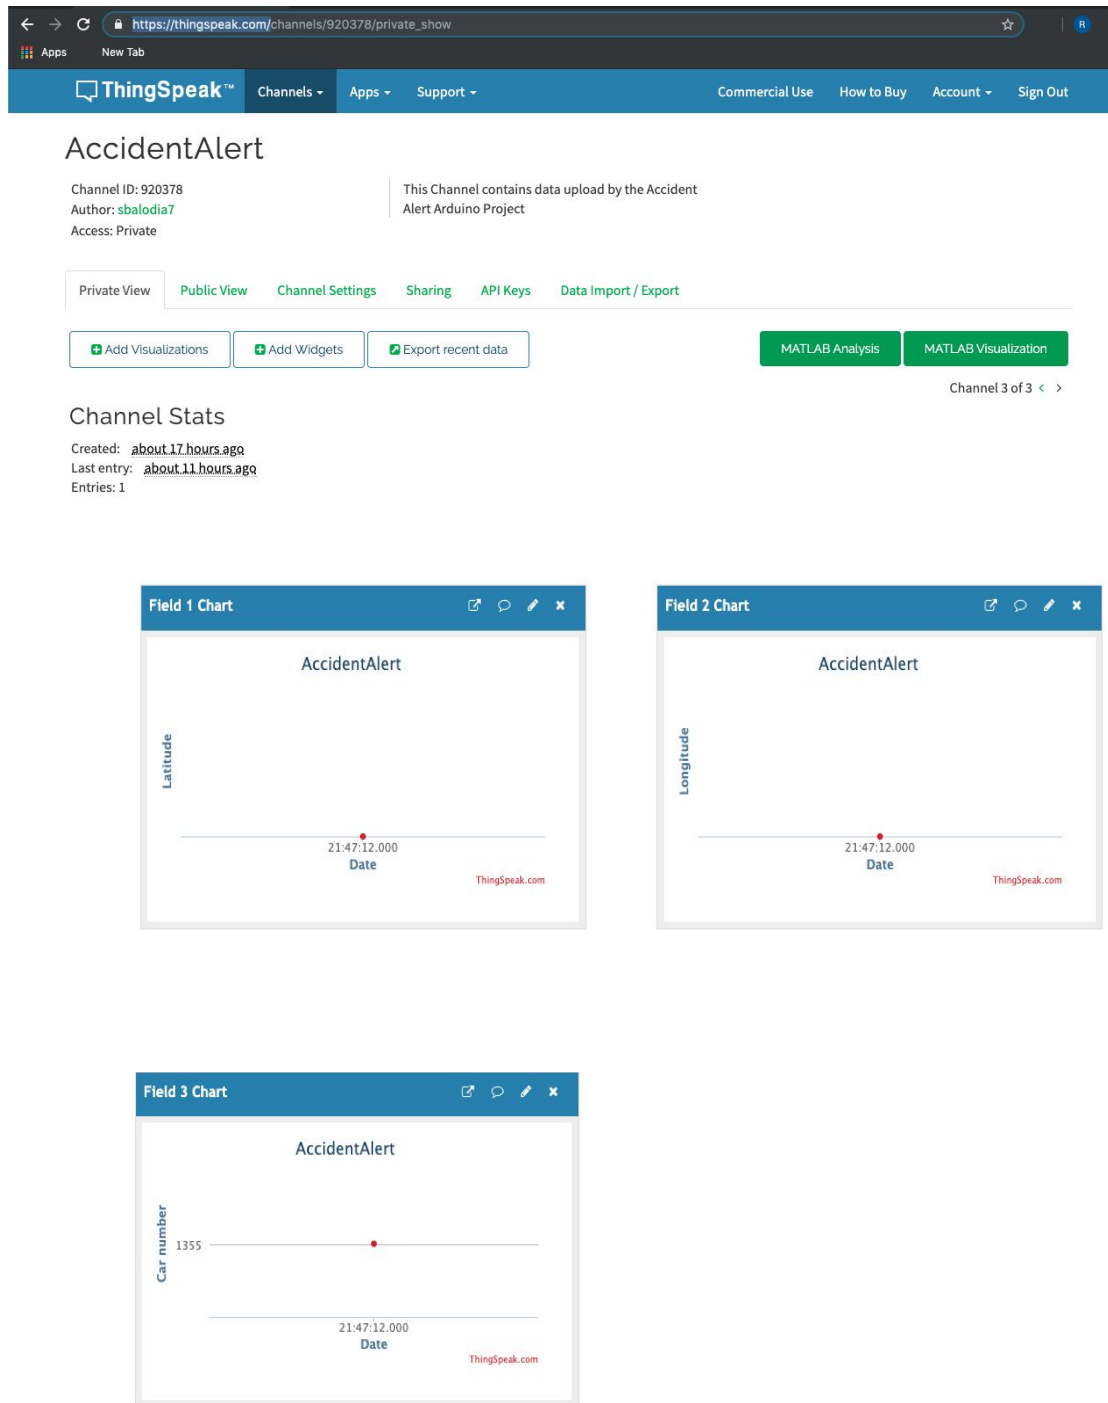 https://thingspeak.com/channels/920378/private_show
R
Apps New Tab
ThingSpeak™ Channels Apps Support Commercial Use How to Buy Account Sign Out
AccidentAlert
Channel ID: 920378
Author: sbalodia7
Access: Private
This Channel contains data upload by the Accident
Alert Arduino Project
Private View Public View Channel Settings Sharing API Keys Data Import / Export
Add Visualizations Add Widgets Export recent data MATLAB Analysis MATLAB Visualization
Channel 3 of 3 < >
Channel Stats
Created: about 17 hours ago
Last entry: about 11 hours ago
Entries: 1
Field 1 Chart
AccidentAlert
Latitude
21:47:12.000
Date
ThingSpeak.com
Field 2 Chart
AccidentAlert
Longitude
21:47:12.000
Date
ThingSpeak.com
Field 3 Chart
AccidentAlert
Car number
1355
21:47:12.000
Date
ThingSpeak.com